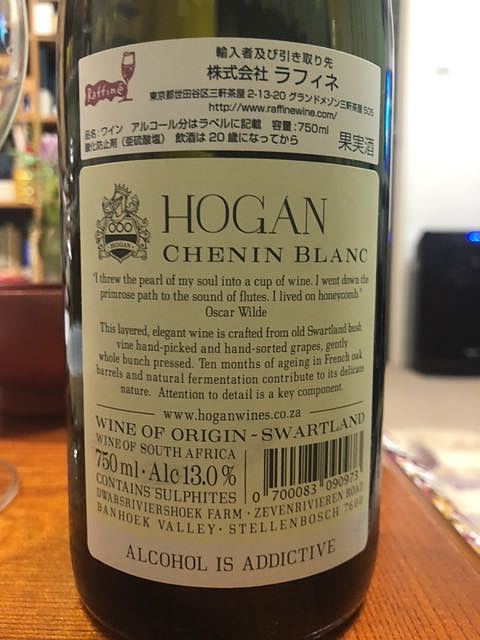 Raffiné
輸入者及び引き取り先
株式会社 ラフィネ
東京都世田谷区三軒茶屋 2-13-20 グランドメゾン三軒茶屋 505
http://www.raffinewine.com/
品名:ワイン アルコール分はラベルに記載 容量:750ml
酸化防止剤(亜硫酸塩) 飲酒は20歳になってから
果実酒
HOGAN
HOGAN
CHENIN BLANC
"I threw the pearl of my soul into a cup of wine. I went down the
primrose path to the sound of flutes. I lived on honeycomb."
Oscar Wilde
This layered, elegant wine is crafted from old Swartland bush
vine hand-picked and hand-sorted grapes, gently
whole bunch pressed. Ten months of ageing in French oak
barrels and natural fermentation contribute to its delicate
nature. Attention to detail is a key component.
www.hoganwines.co.za
WINE OF ORIGIN - SWARTLAND
WINE OF SOUTH AFRICA
750 ml · Alc 13.0 %
CONTAINS SULPHITES
0 700083 090973
DWARSRIVIERSHOEK FARM · ZEVENRIVIEREN ROAD
BANHOEK VALLEY · STELLENBOSCH 7600
ALCOHOL IS ADDICTIVE